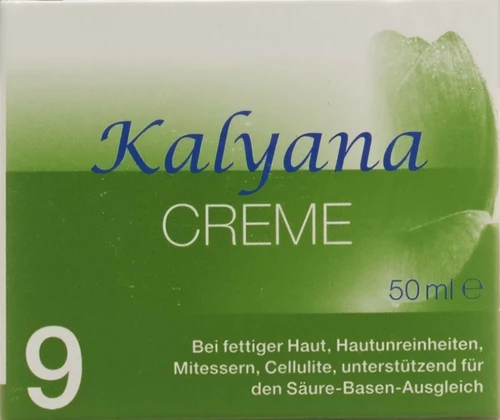 Kalyana
CREME
50 ml ℮
9
Bei fettiger Haut, Hautunreinheiten,
Mitessern, Cellulite, unterstützend für
den Säure-Basen-Ausgleich